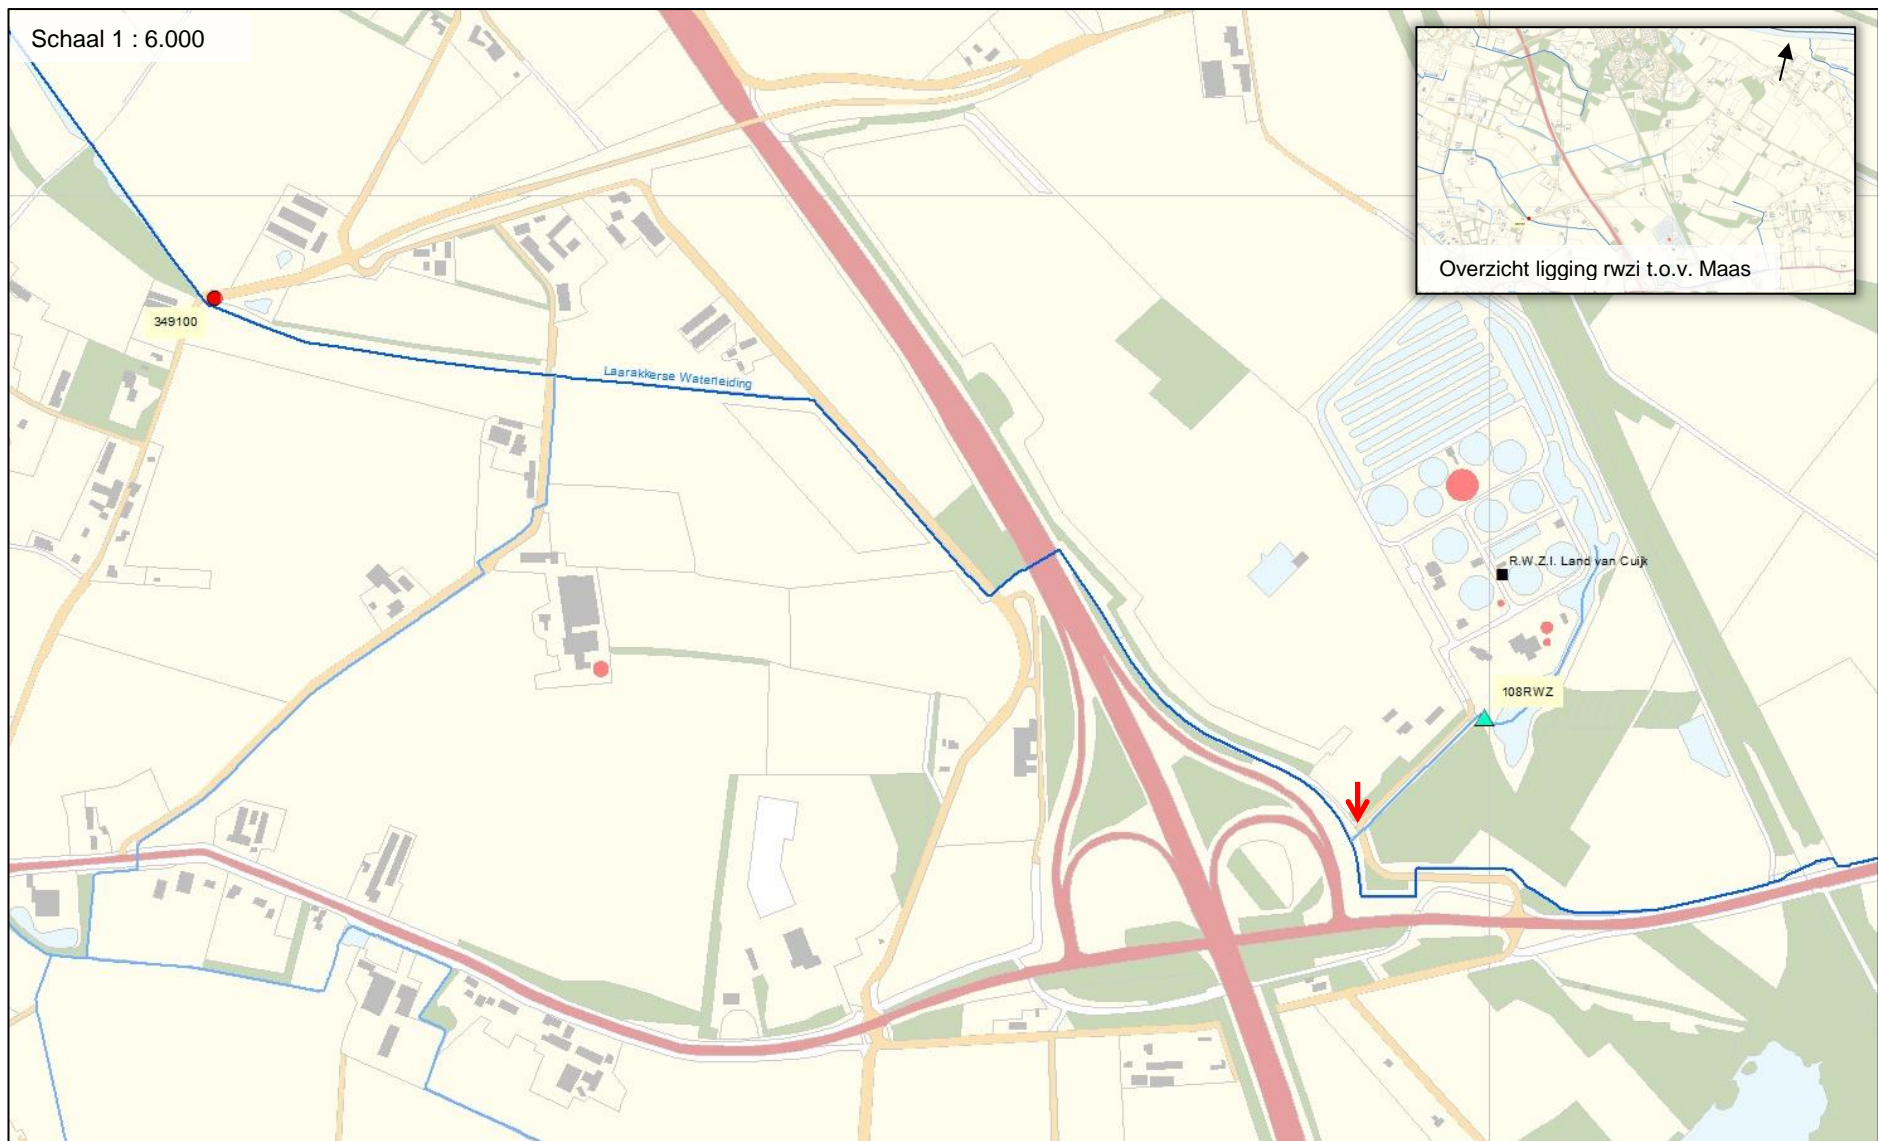 Schaal 1 : 6.000
Overzicht ligging rwzi t.o.v. Maas
349100
Laarakkerse Waterleiding
R.W.Z.I. Land van Cuijk
108RWZ